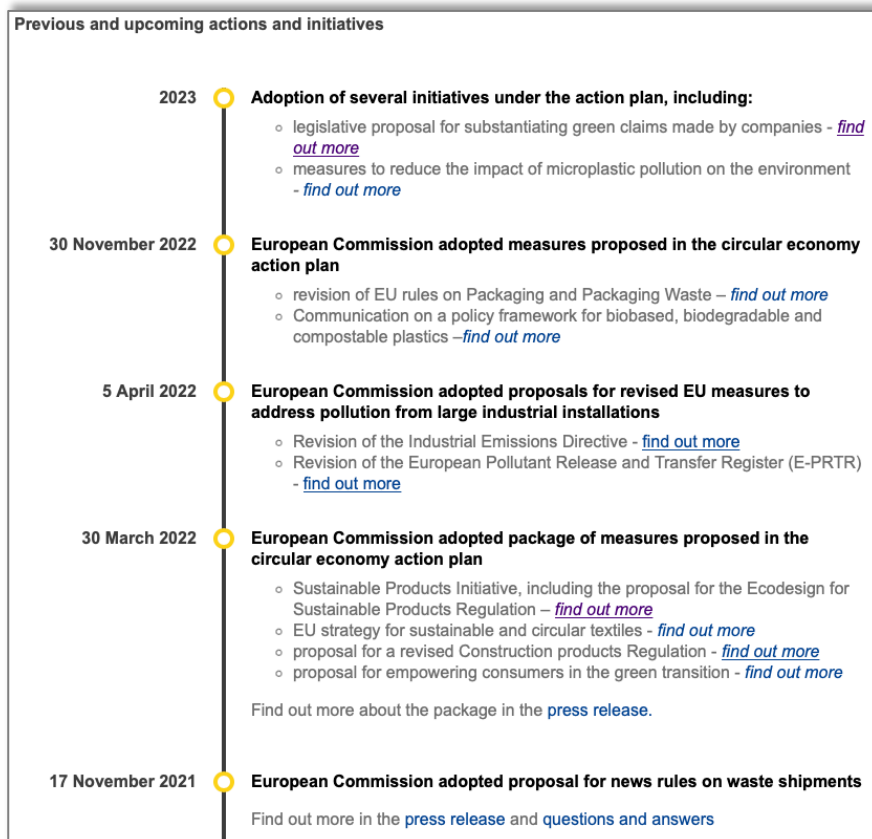 Previous and upcoming actions and initiatives
2023
Adoption of several initiatives under the action plan, including:
legislative proposal for substantiating green claims made by companies - find
out more
measures to reduce the impact of microplastic pollution on the environment
- find out more
30 November 2022
European Commission adopted measures proposed in the circular economy
action plan
revision of EU rules on Packaging and Packaging Waste – find out more
Communication on a policy framework for biobased, biodegradable and
compostable plastics –find out more
5 April 2022
European Commission adopted proposals for revised EU measures to
address pollution from large industrial installations
Revision of the Industrial Emissions Directive - find out more
Revision of the European Pollutant Release and Transfer Register (E-PRTR)
- find out more
30 March 2022
European Commission adopted package of measures proposed in the
circular economy action plan
Sustainable Products Initiative, including the proposal for the Ecodesign for
Sustainable Products Regulation – find out more
EU strategy for sustainable and circular textiles - find out more
proposal for a revised Construction products Regulation - find out more
proposal for empowering consumers in the green transition - find out more
Find out more about the package in the press release.
17 November 2021
European Commission adopted proposal for news rules on waste shipments
Find out more in the press release and questions and answers